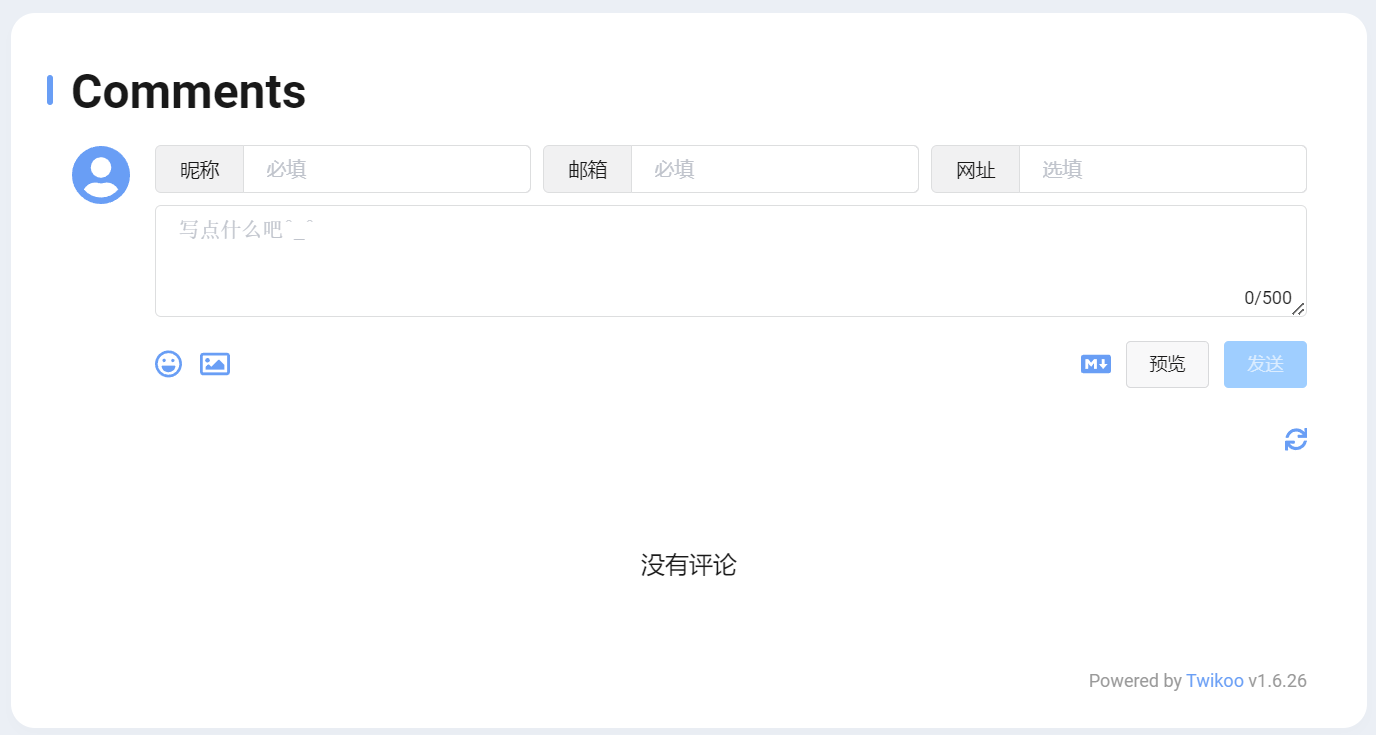 Comments
昵称 必填 邮箱 必填 网址 选填
写点什么吧^_^
0/500
M 预览 发送
没有评论
Powered by Twikoo v1.6.26